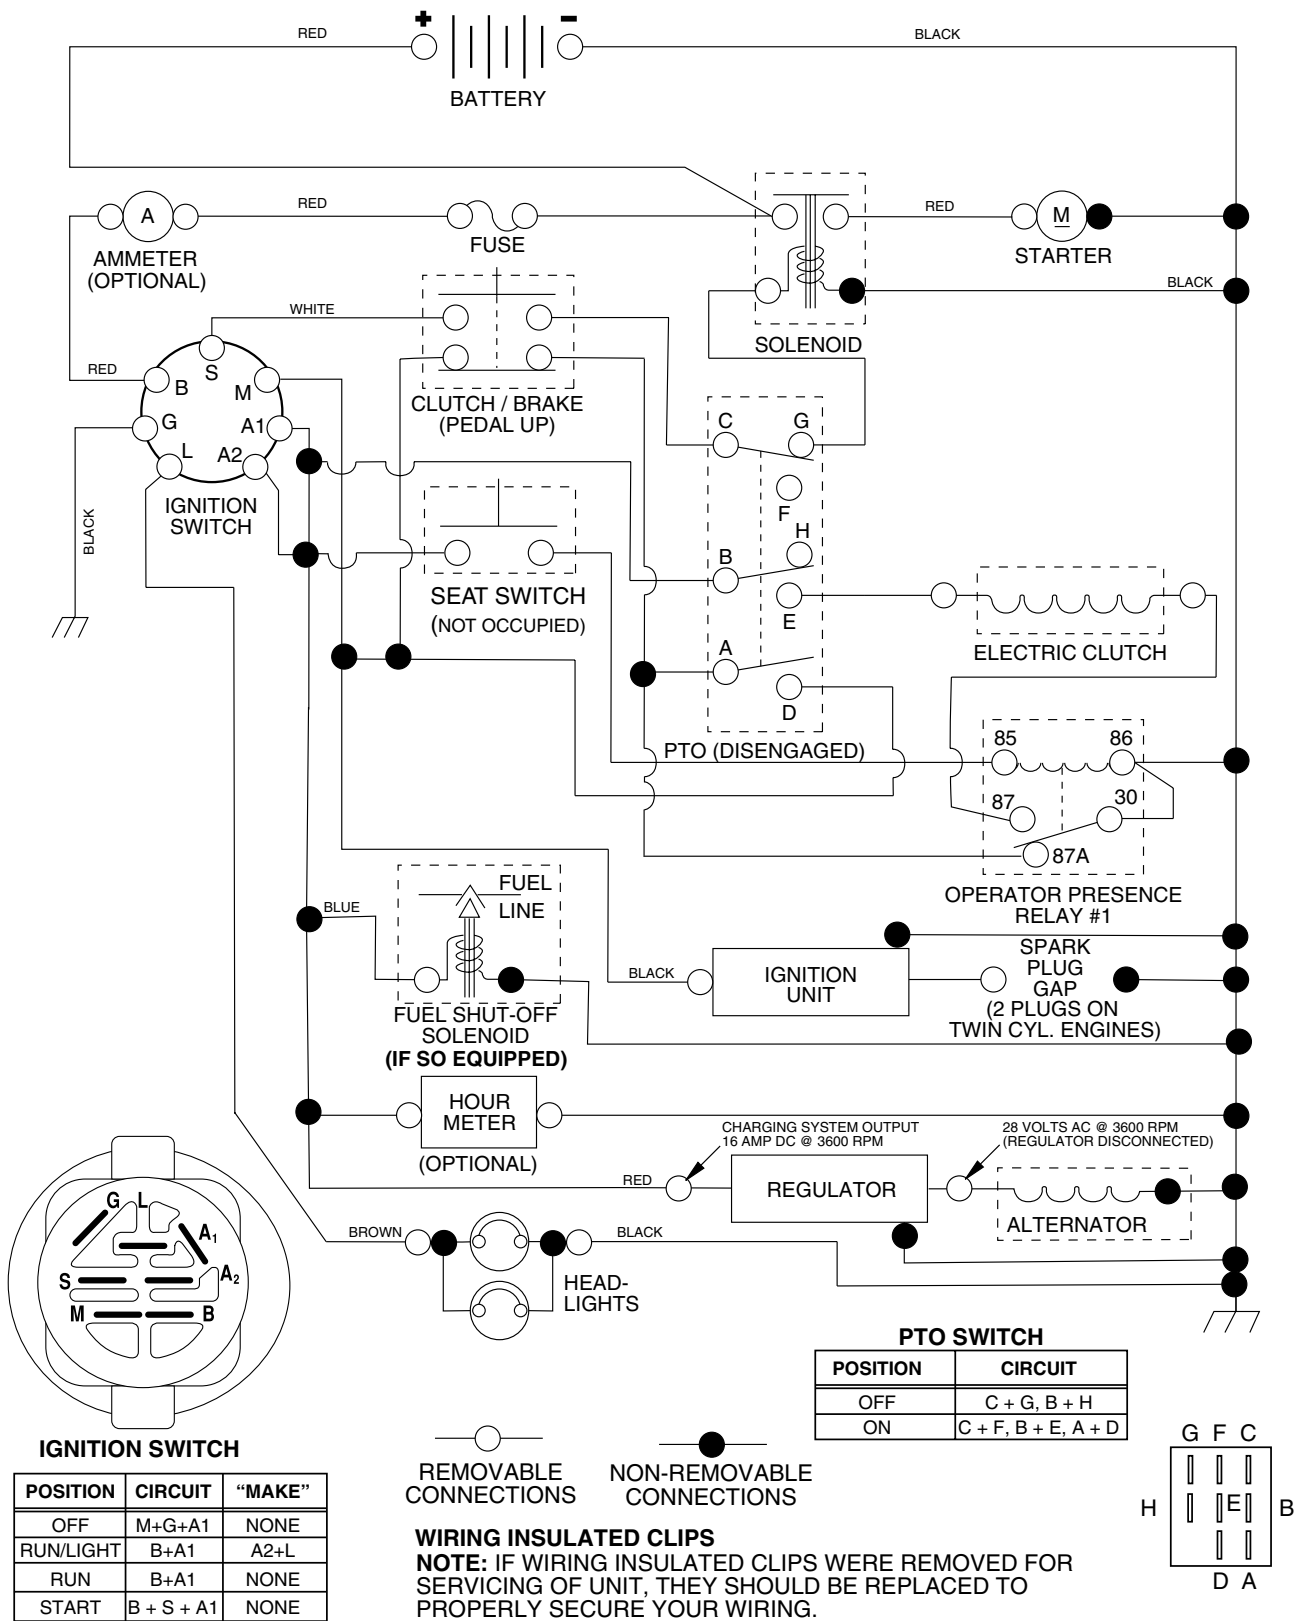 +
−
RED
BLACK
BATTERY
RED
A
AMMETER
(OPTIONAL)
FUSE
RED
M
STARTER
BLACK
SOLENOID
WHITE
CLUTCH / BRAKE
(PEDAL UP)
RED
S
B
M
G
A1
L
A2
IGNITION
SWITCH
BLACK
SEAT SWITCH
(NOT OCCUPIED)
C
G
F
H
B
E
A
D
PTO (DISENGAGED)
ELECTRIC CLUTCH
85
86
87
30
87A
OPERATOR PRESENCE
RELAY #1
FUEL
LINE
BLUE
FUEL SHUT-OFF
SOLENOID
(IF SO EQUIPPED)
BLACK
IGNITION
UNIT
SPARK
PLUG
GAP
(2 PLUGS ON
TWIN CYL. ENGINES)
HOUR
METER
(OPTIONAL)
CHARGING SYSTEM OUTPUT
16 AMP DC @ 3600 RPM
28 VOLTS AC @ 3600 RPM
(REGULATOR DISCONNECTED)
RED
REGULATOR
ALTERNATOR
BROWN
BLACK
HEAD-
LIGHTS
G L
A1
S
A2
M
B
IGNITION SWITCH
POSITION CIRCUIT “MAKE”
OFF M+G+A1 NONE
RUN/LIGHT B+A1 A2+L
RUN B+A1 NONE
START B + S + A1 NONE
REMOVABLE
CONNECTIONS
NON-REMOVABLE
CONNECTIONS
PTO SWITCH
POSITION CIRCUIT
OFF C + G, B + H
ON C + F, B + E, A + D
G F C
H E B
D A
WIRING INSULATED CLIPS
NOTE: IF WIRING INSULATED CLIPS WERE REMOVED FOR
SERVICING OF UNIT, THEY SHOULD BE REPLACED TO
PROPERLY SECURE YOUR WIRING.